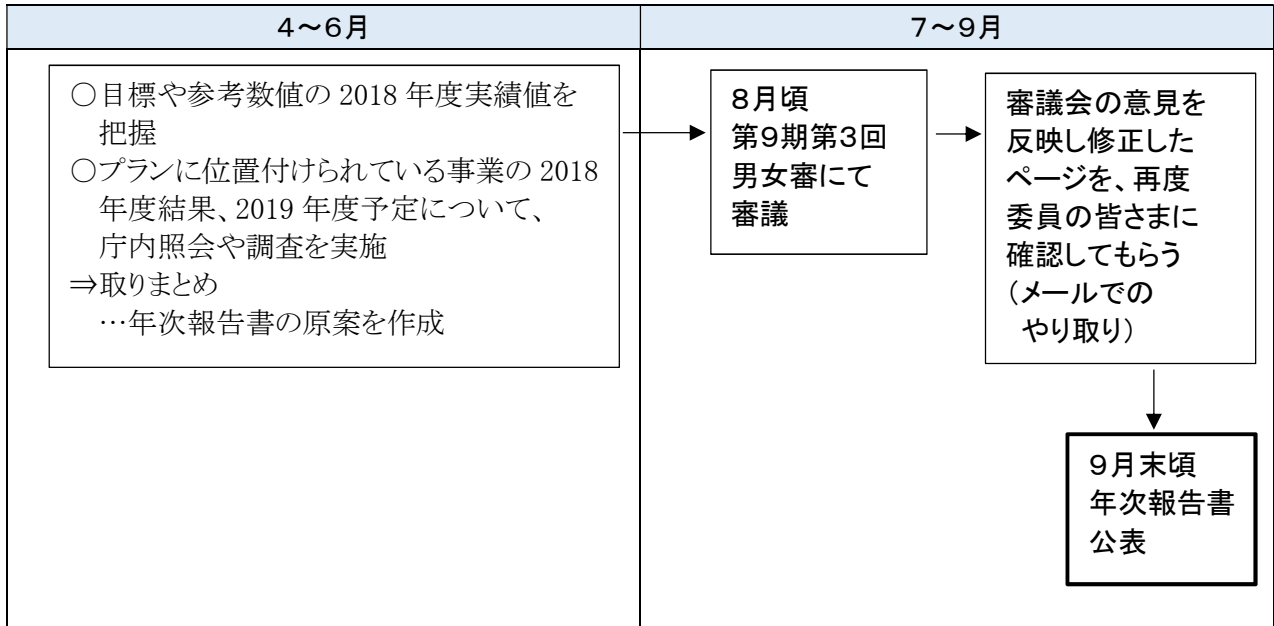 4～6月
7～9月
○目標や参考数値の 2018 年度実績値を
把握
○プランに位置付けられている事業の 2018
年度結果、2019 年度予定について、
庁内照会や調査を実施
⇒取りまとめ
…年次報告書の原案を作成
8月頃
第9期第3回
男女審にて
審議
審議会の意見を
反映し修正した
ページを、再度
委員の皆さまに
確認してもらう
（メールでの
やり取り）
9月末頃
年次報告書
公表